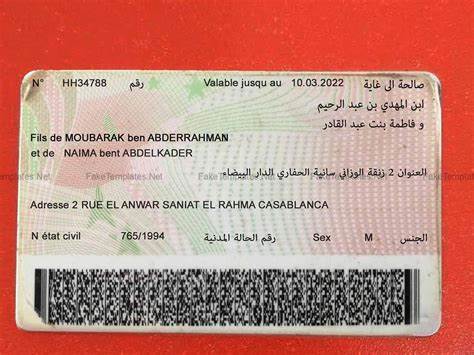 N° HH34788 رقم Valable jusqu au 10.03.2022 صالحة الى غاية
ابن المهدي بن عبد الرحيم
Fils de MOUBARAK ben ABDERRAHMAN
و فاطمة بنت عبد القادر
et de NAIMA bent ABDELKADER
FakeTemplates.Net FakeTemplates.Net FakeTemplates.Net
العنوان 2 زنقة الوزاني سانية الحفاري الدار البيضاء
Adresse 2 RUE EL ANWAR SANIAT EL RAHMA CASABLANCA
N état civil 765/1994 رقم الحالة المدنية Sex M الجنس